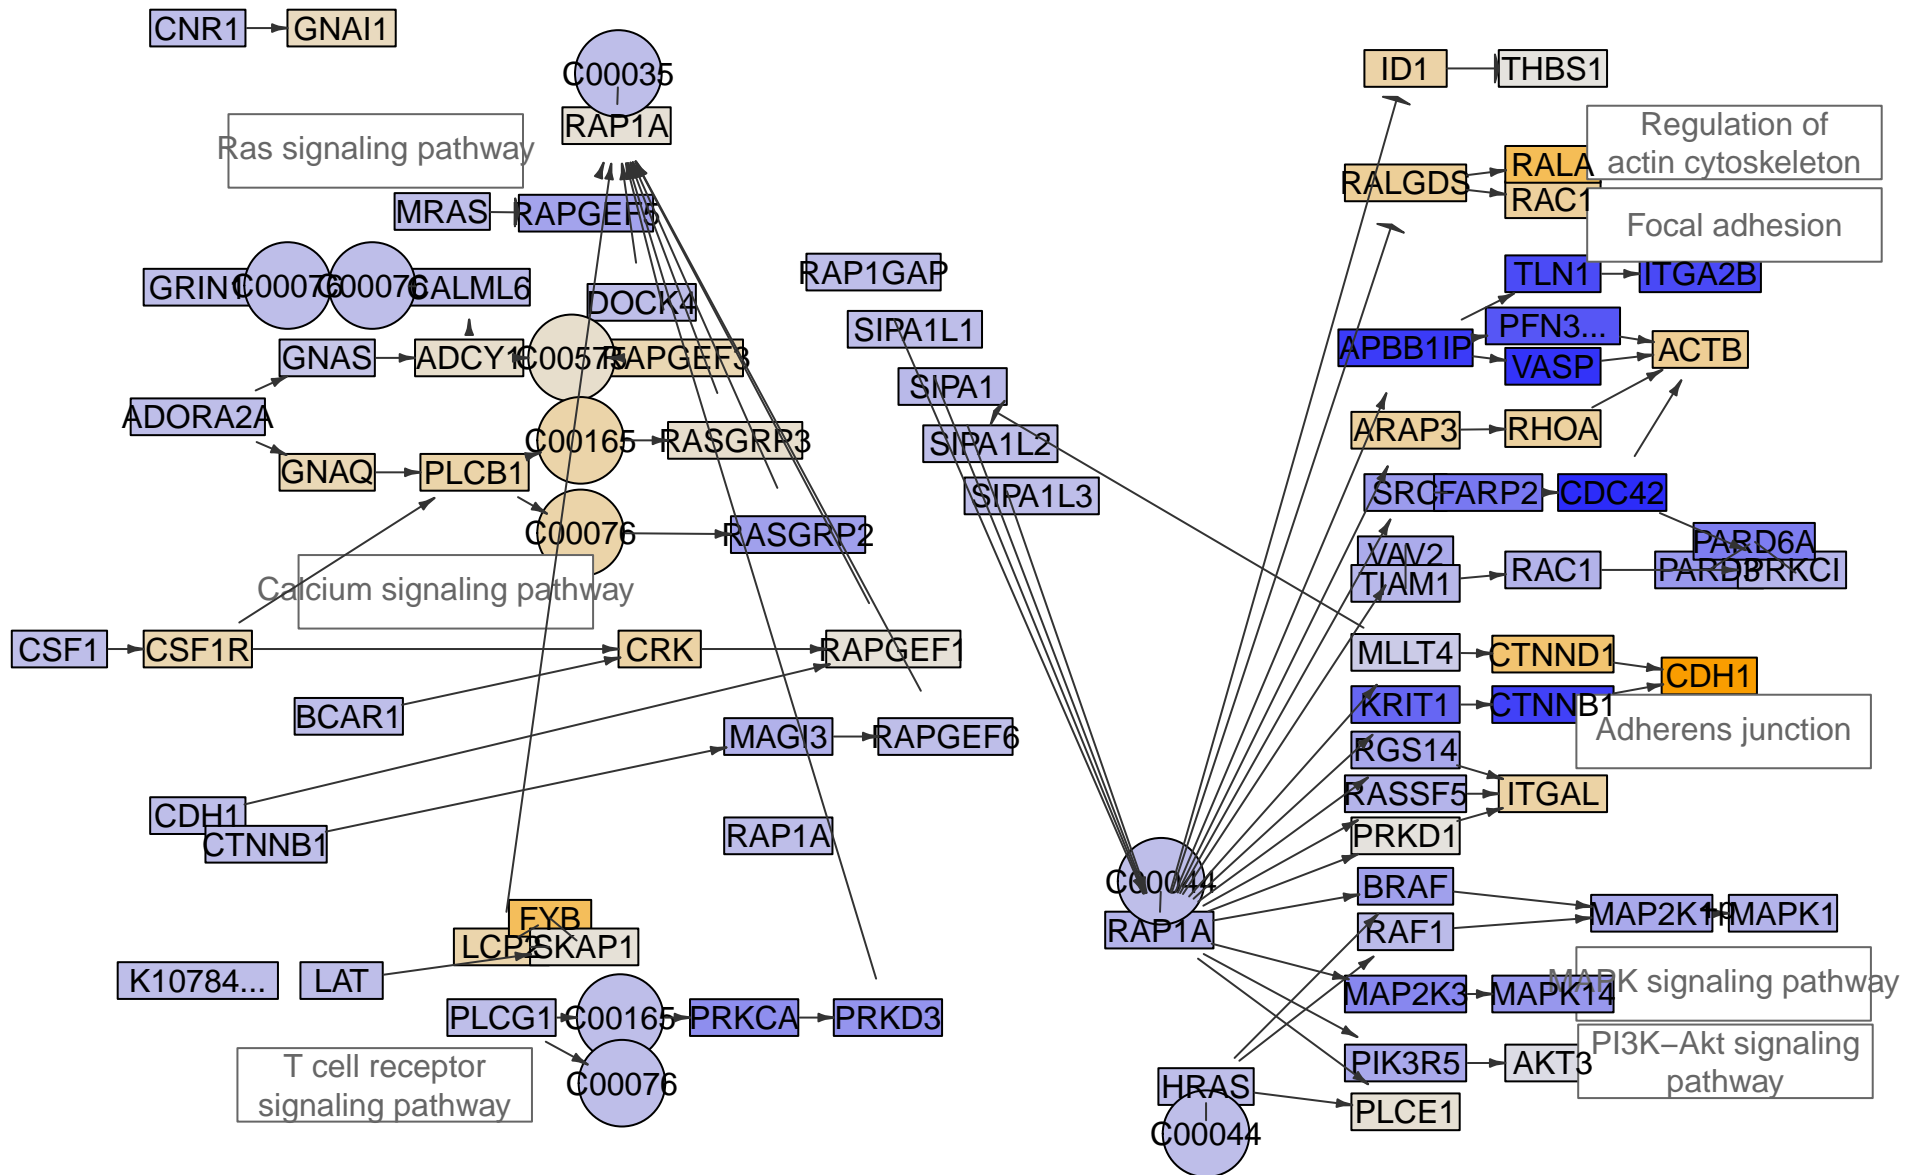 CNR1
GNAI1
C00035
RAP1A
Ras signaling pathway
MRAS
RAPGEF5
GRIN1
C00076
C00076
CALML6
DOCK4
GNAS
ADCY1
C00575
RAPGEF3
ADORA2A
GNAQ
PLCB1
C00165
RASGRP3
C00076
RASGRP2
Calcium signaling pathway
CSF1
CSF1R
CRK
RAPGEF1
BCAR1
MAGI3
RAPGEF6
CDH1
CTNNB1
RAP1A
FYB
LCP2
SKAP1
K10784...
LAT
PLCG1
C00165
PRKCA
PRKD3
C00076
T cell receptor
signaling pathway
RAP1GAP
SIPA1L1
SIPA1
SIPA1L2
SIPA1L3
C00044
RAP1A
HRAS
C00044
ID1
THBS1
Regulation of
actin cytoskeleton
RALGDS
RALA
RAC1
Focal adhesion
TLN1
ITGA2B
APBB1IP
PFN3...
VASP
ACTB
ARAP3
RHOA
SRC
FARP2
CDC42
VAV2
TIAM1
RAC1
PARD6A
PARD3
PRKCI
MLLT4
CTNND1
CDH1
KRIT1
CTNNB1
Adherens junction
RGS14
RASSF5
ITGAL
PRKD1
BRAF
RAF1
MAP2K1
+p
MAPK1
MAP2K3
MAPK14
MAPK signaling pathway
PIK3R5
AKT3
PI3K−Akt signaling
pathway
PLCE1